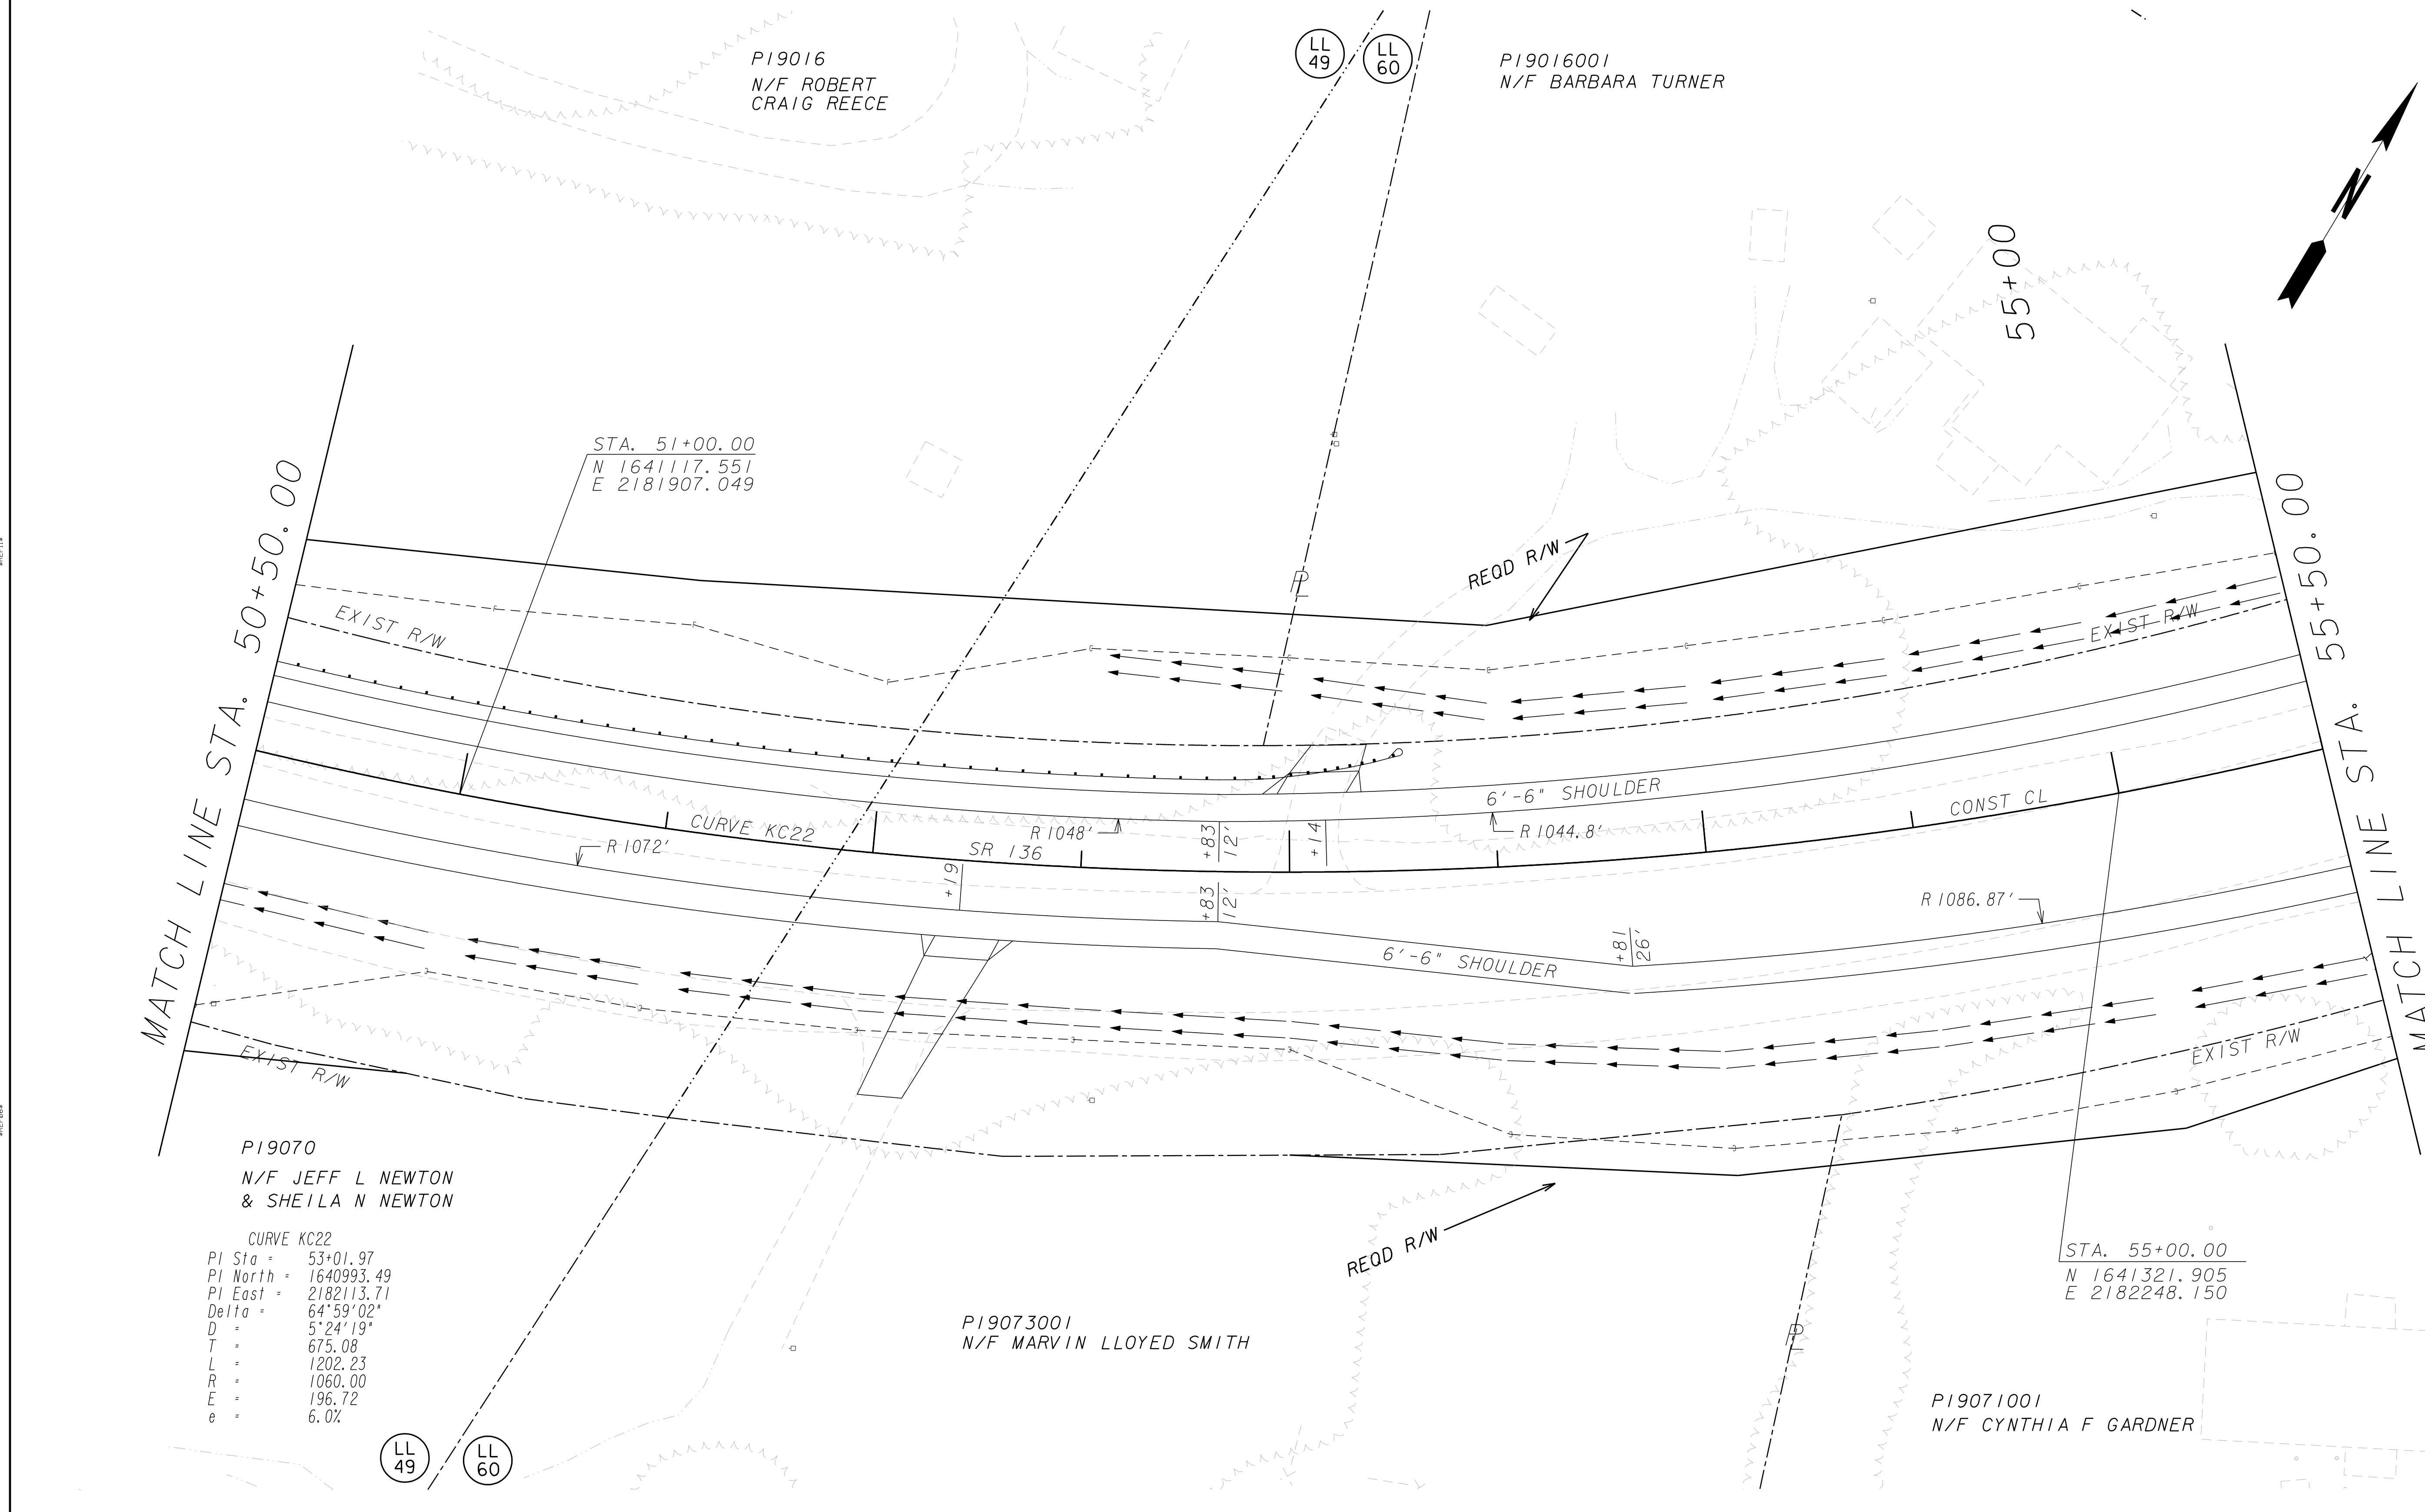 P19016
N/F ROBERT
CRAIG REECE
LL
49
LL
60
P19016001
N/F BARBARA TURNER
N
55+00
STA. 51+00.00
N 1641117.551
E 2181907.049
MATCH LINE STA. 50+50.00
MATCH LINE STA. 55+50.00
REQD R/W
P
EXIST R/W
EXIST R/W
6'-6" SHOULDER
CONST CL
CURVE KC22
R 1048'
+83
12'
+14
R 1044.8'
R 1072'
SR 136
+19
+83
12'
R 1086.87'
+81
26'
6'-6" SHOULDER
EXIST R/W
EXIST R/W
P19070
N/F JEFF L NEWTON
& SHEILA N NEWTON
REQD R/W
CURVE KC22
PI Sta = 53+01.97
PI North = 1640993.49
PI East = 2182113.71
Delta = 64°59'02"
D = 5°24'19"
T = 675.08
L = 1202.23
R = 1060.00
E = 196.72
e = 6.0%
STA. 55+00.00
N 1641321.905
E 2182248.150
P19073001
N/F MARVIN LLOYED SMITH
P
P19071001
N/F CYNTHIA F GARDNER
LL
49
LL
60